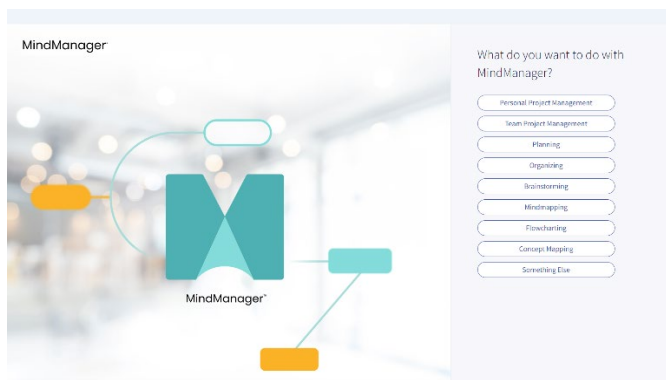 MindManager
What do you want to do with
MindManager?
Personal Project Management
Team Project Management
Planning
Organizing
Brainstorming
Mindmapping
Flowcharting
Concept Mapping
Something Else
MindManager™